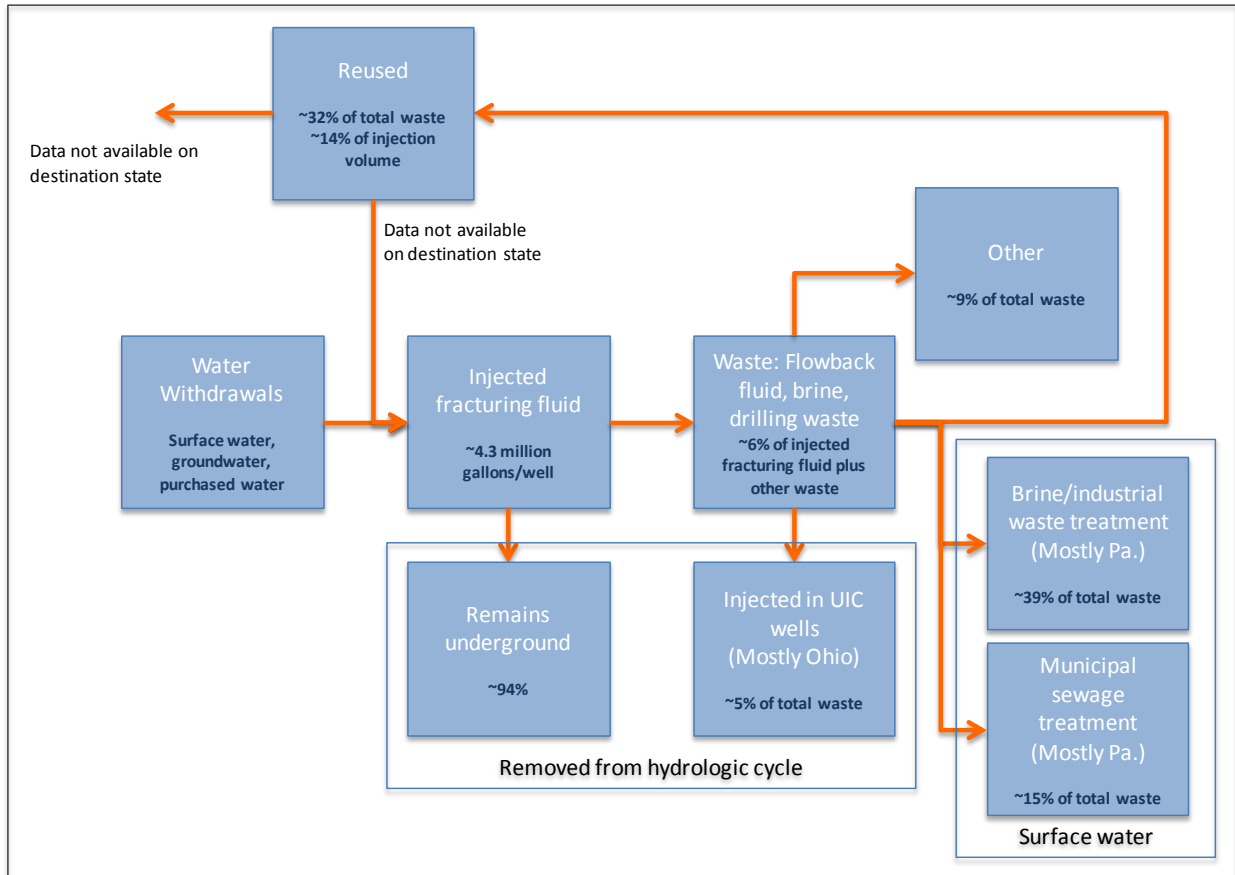 Reused
~32% of total waste
~14% of injection
volume
Data not available on
destination state
Data not available
on destination state
Other
~9% of total waste
Water
Withdrawals
Surface water,
groundwater,
purchased water
Injected
fracturing fluid
~4.3 million
gallons/well
Waste: Flowback
fluid, brine,
drilling waste
~6% of injected
fracturing fluid plus
other waste
Remains
underground
~94%
Injected in UIC
wells
(Mostly Ohio)
~5% of total waste
Removed from hydrologic cycle
Brine/industrial
waste treatment
(Mostly Pa.)
~39% of total waste
Municipal
sewage
treatment
(Mostly Pa.)
~15% of total waste
Surface water